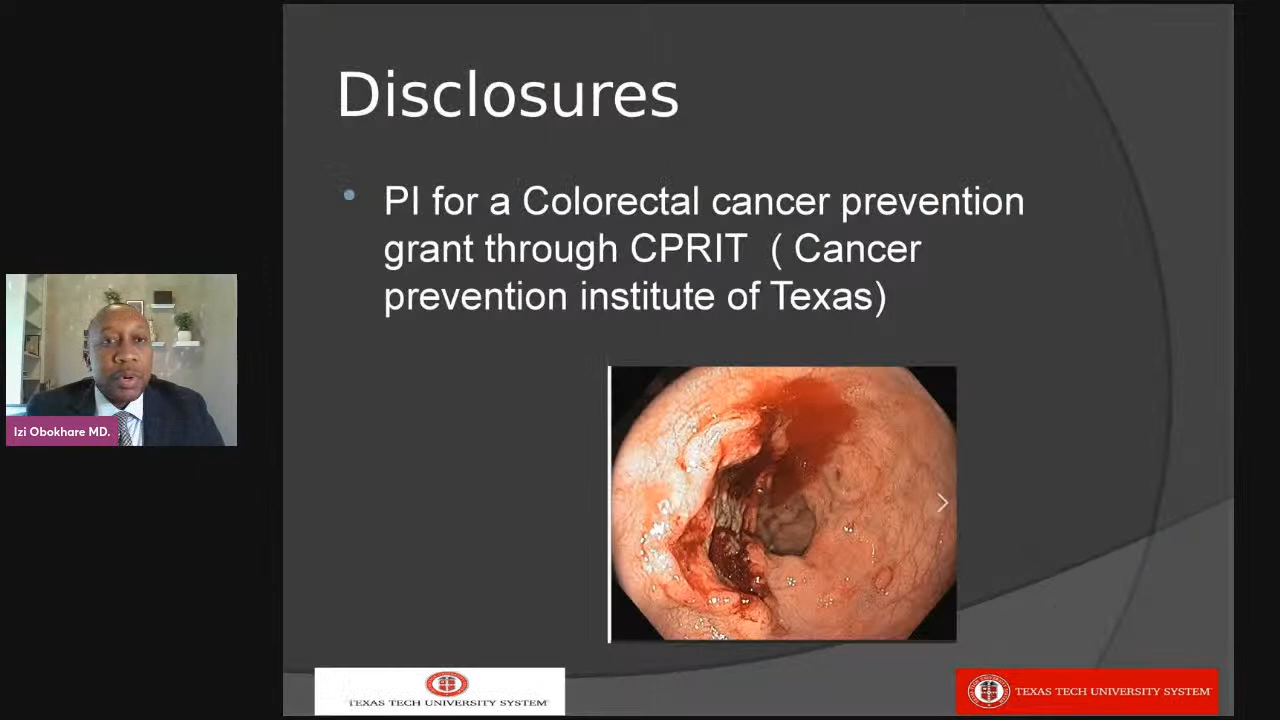 Disclosures
PI for a Colorectal cancer prevention
grant through CPRIT ( Cancer
prevention institute of Texas)
Izi Obokhare MD.
TEXAS TECH UNIVERSITY SYSTEM
TEXAS TECH UNIVERSITY SYSTEM